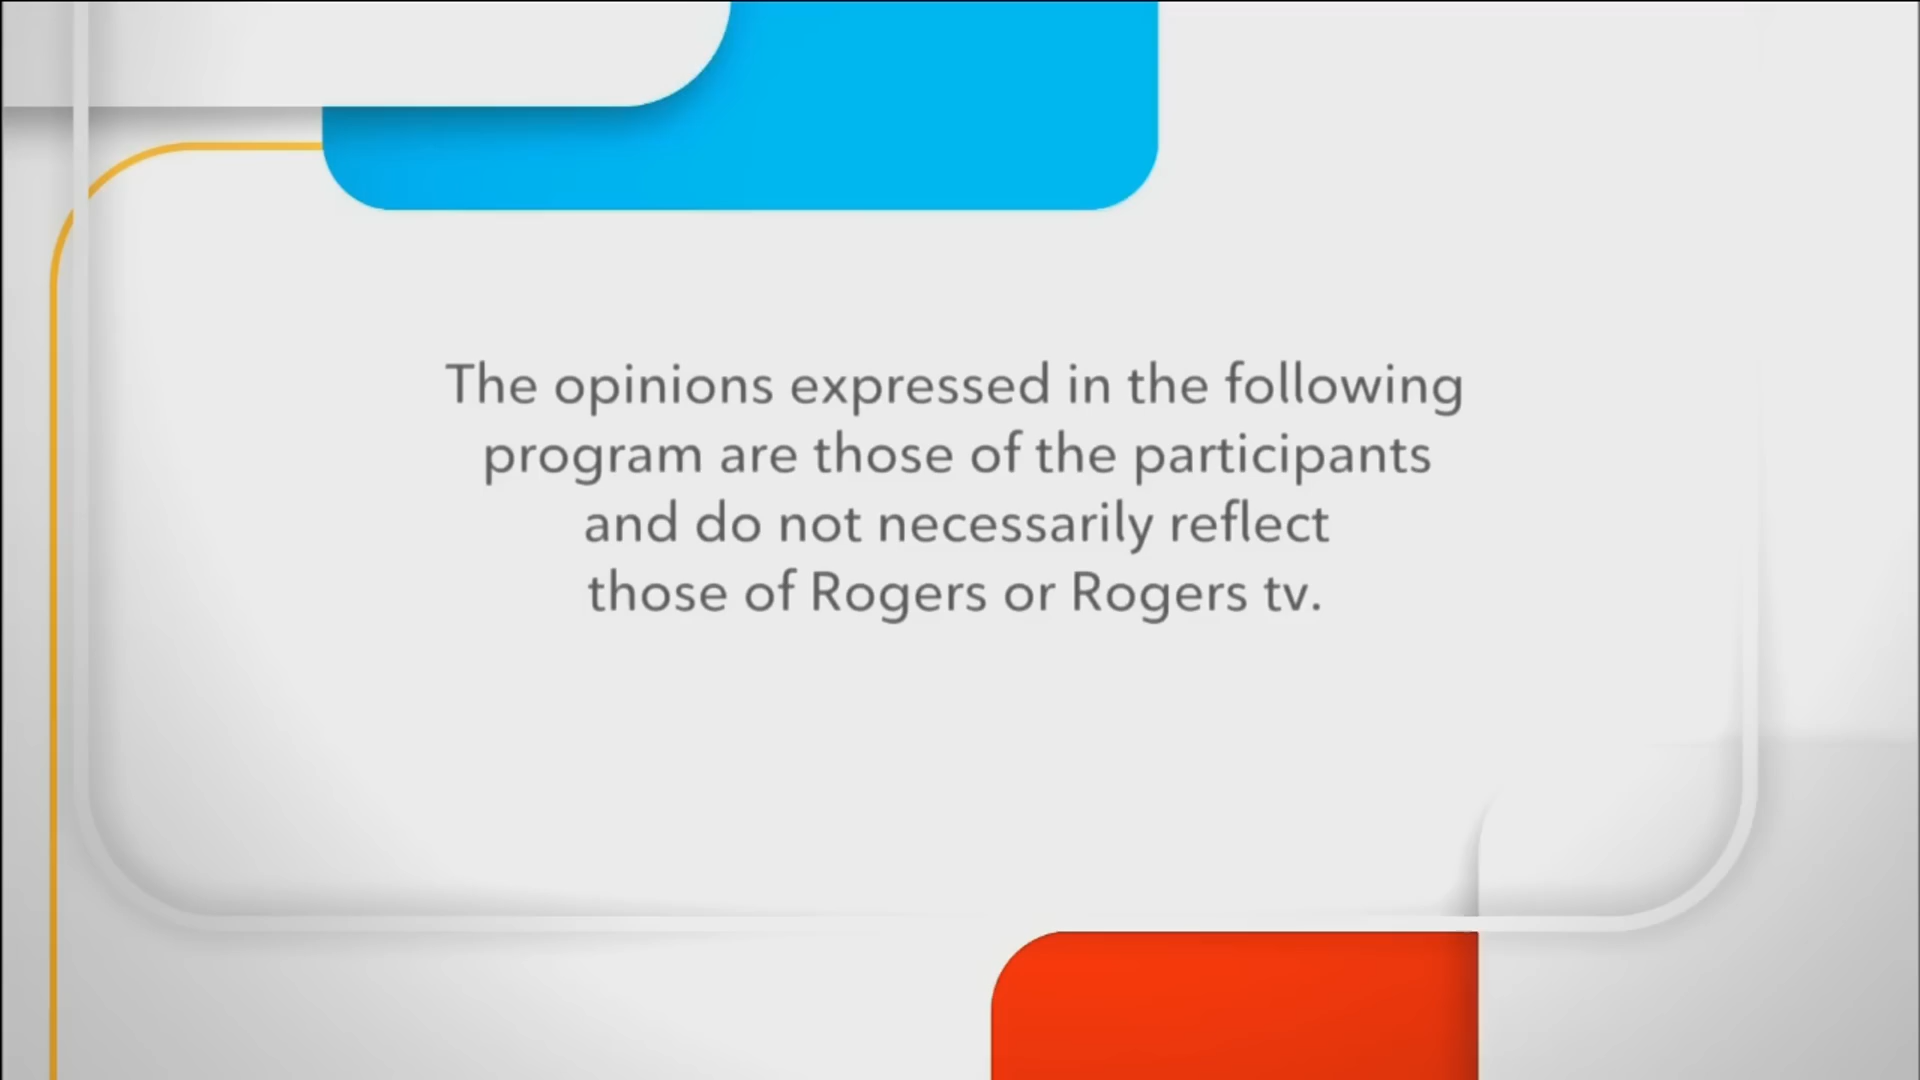 The opinions expressed in the following
program are those of the participants
and do not necessarily reflect
those of Rogers or Rogers tv.